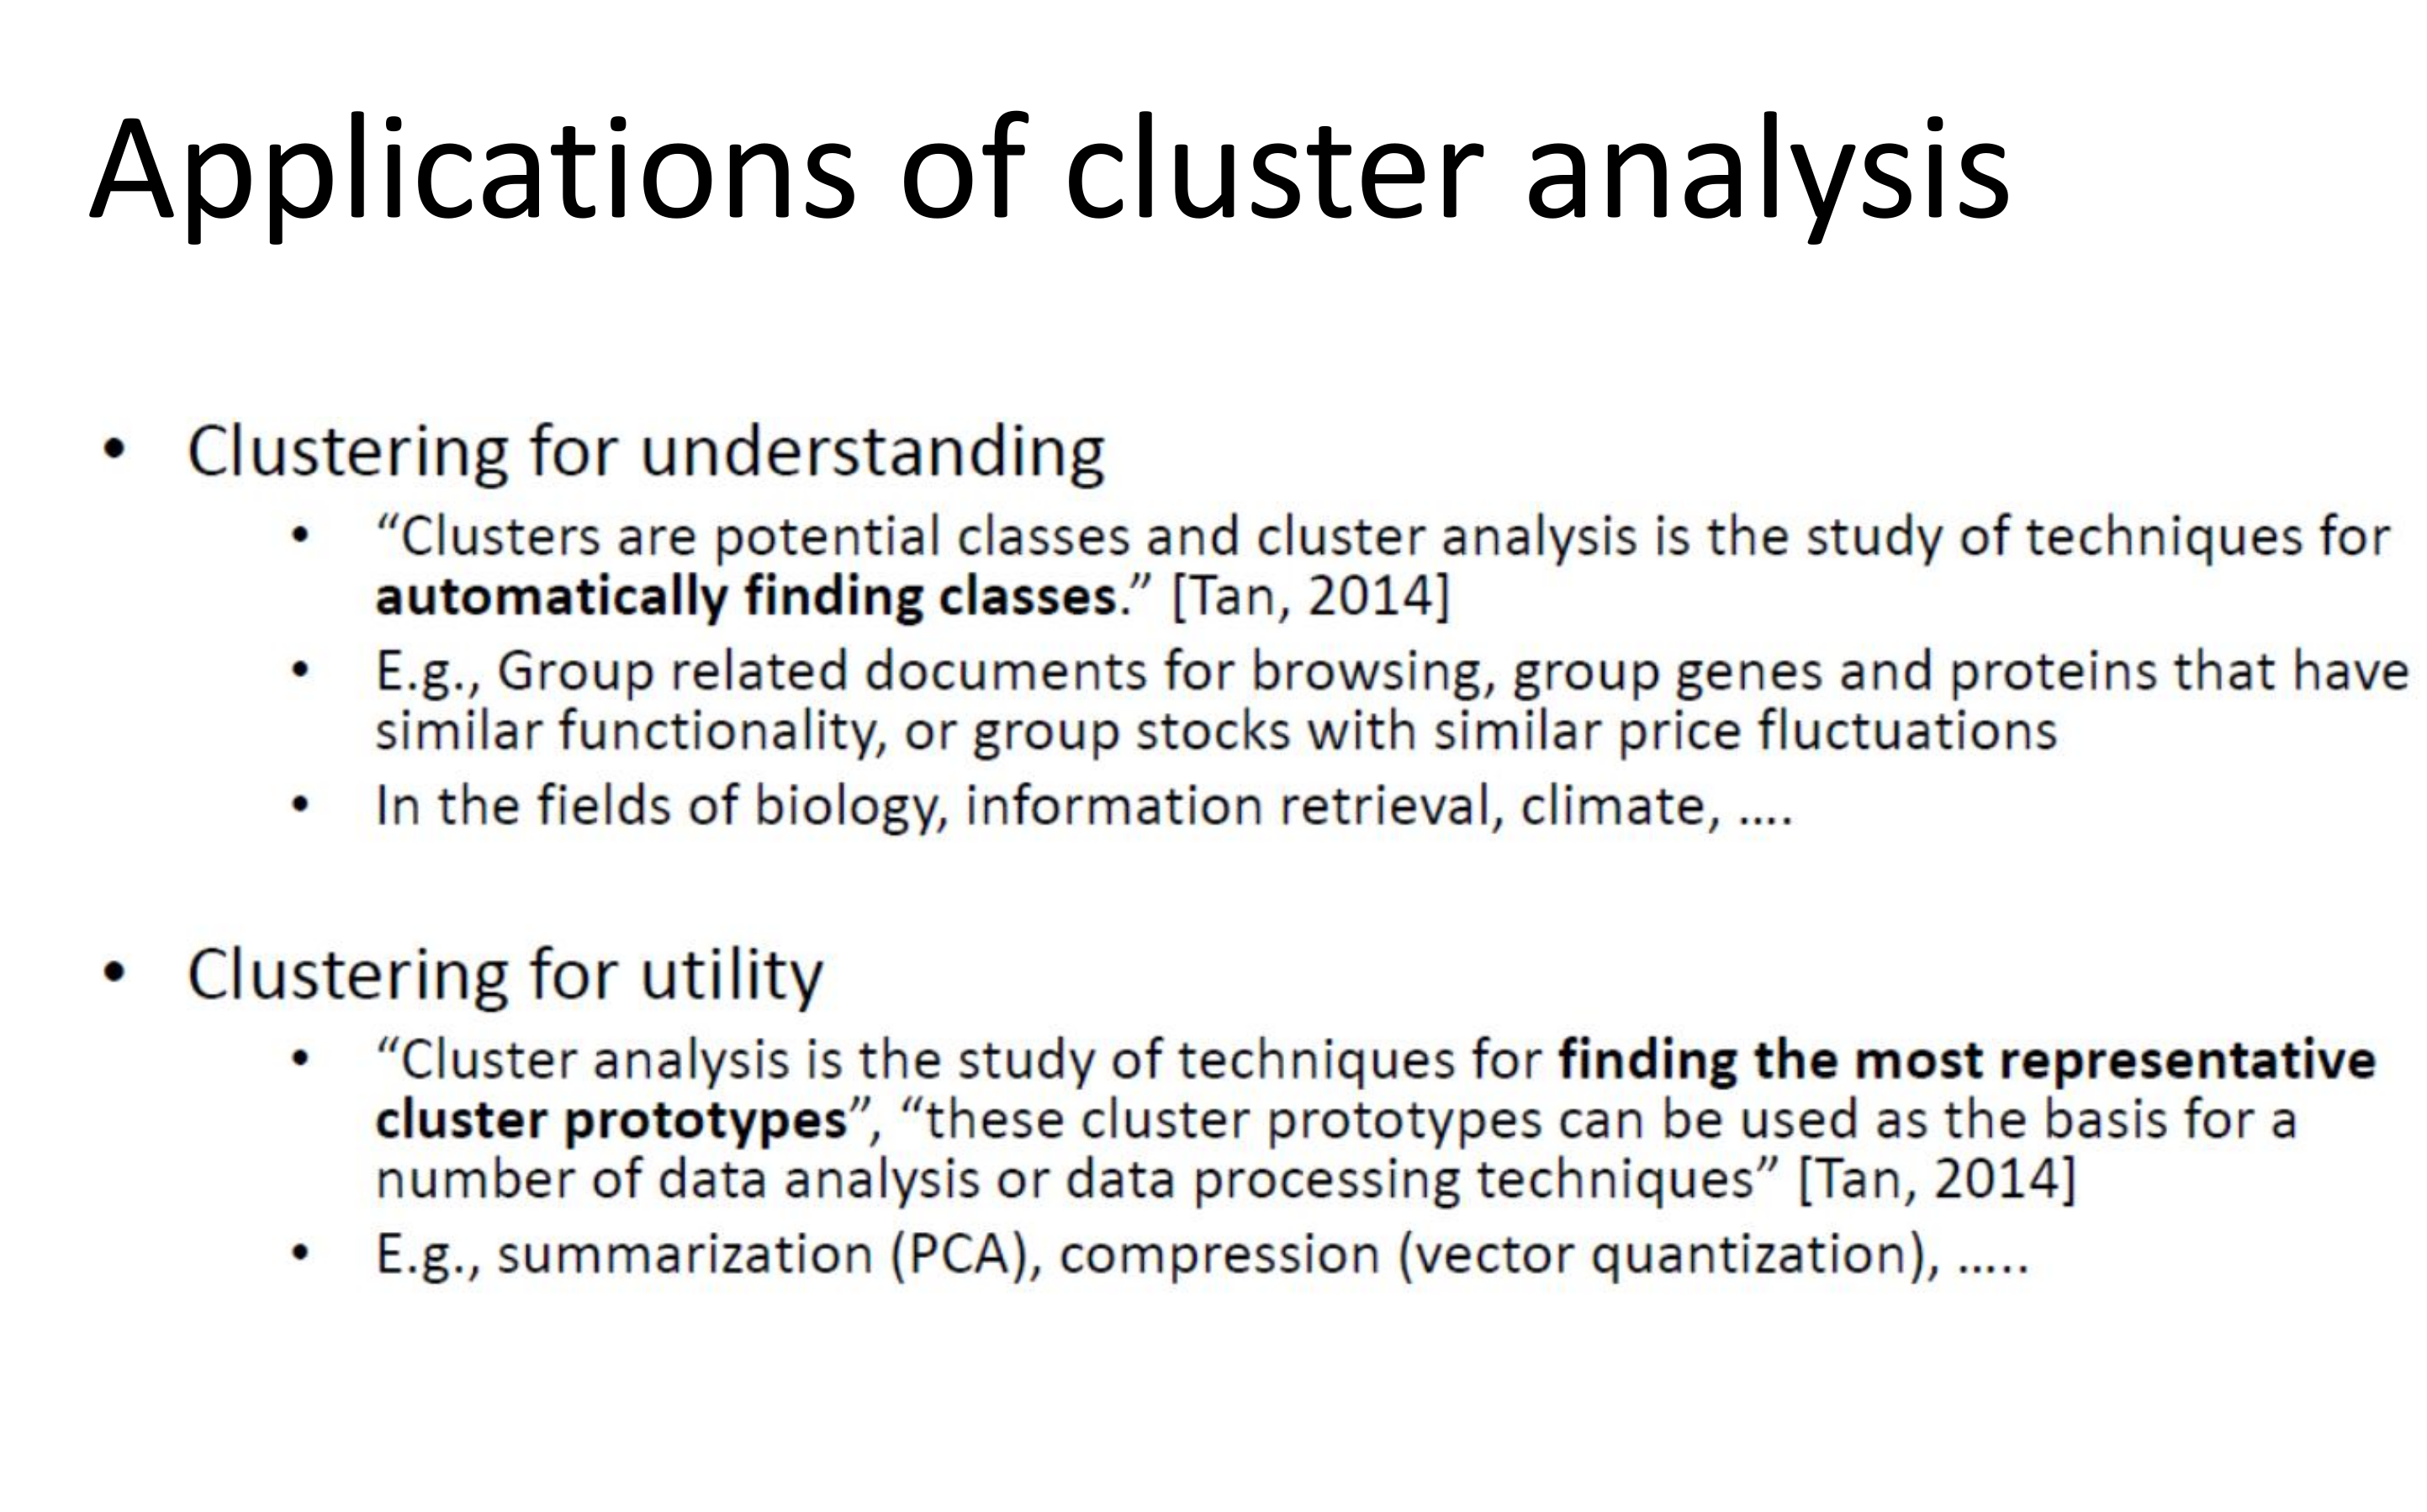 Applications of cluster analysis
• Clustering for understanding
• “Clusters are potential classes and cluster analysis is the study of techniques for
automatically finding classes.” [Tan, 2014]
• E.g., Group related documents for browsing, group genes and proteins that have
similar functionality, or group stocks with similar price fluctuations
• In the fields of biology, information retrieval, climate, ….
• Clustering for utility
• “Cluster analysis is the study of techniques for finding the most representative
cluster prototypes”, “these cluster prototypes can be used as the basis for a
number of data analysis or data processing techniques” [Tan, 2014]
• E.g., summarization (PCA), compression (vector quantization), …..